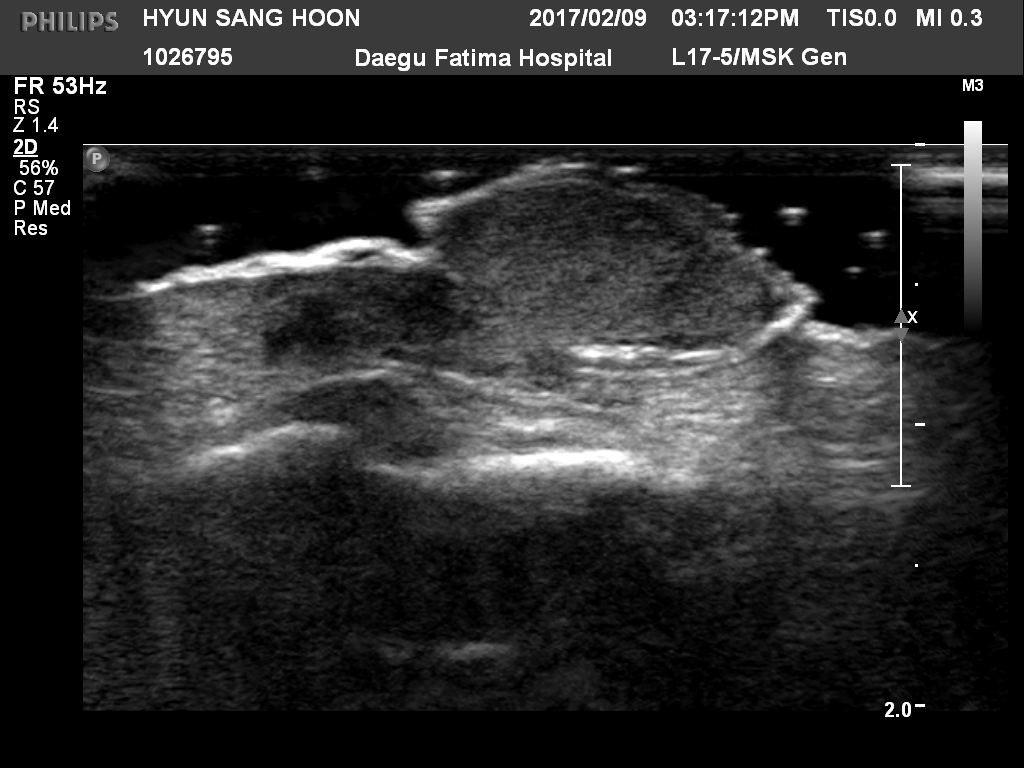 PHILIPS
HYUN SANG HOON 2017/02/09 03:17:12PM TIS0.0 MI 0.3
1026795 Daegu Fatima Hospital L17-5/MSK Gen
FR 53Hz
M3
RS
Z 1.4
2D
56%
C 57
P Med
Res
P
X
2.0